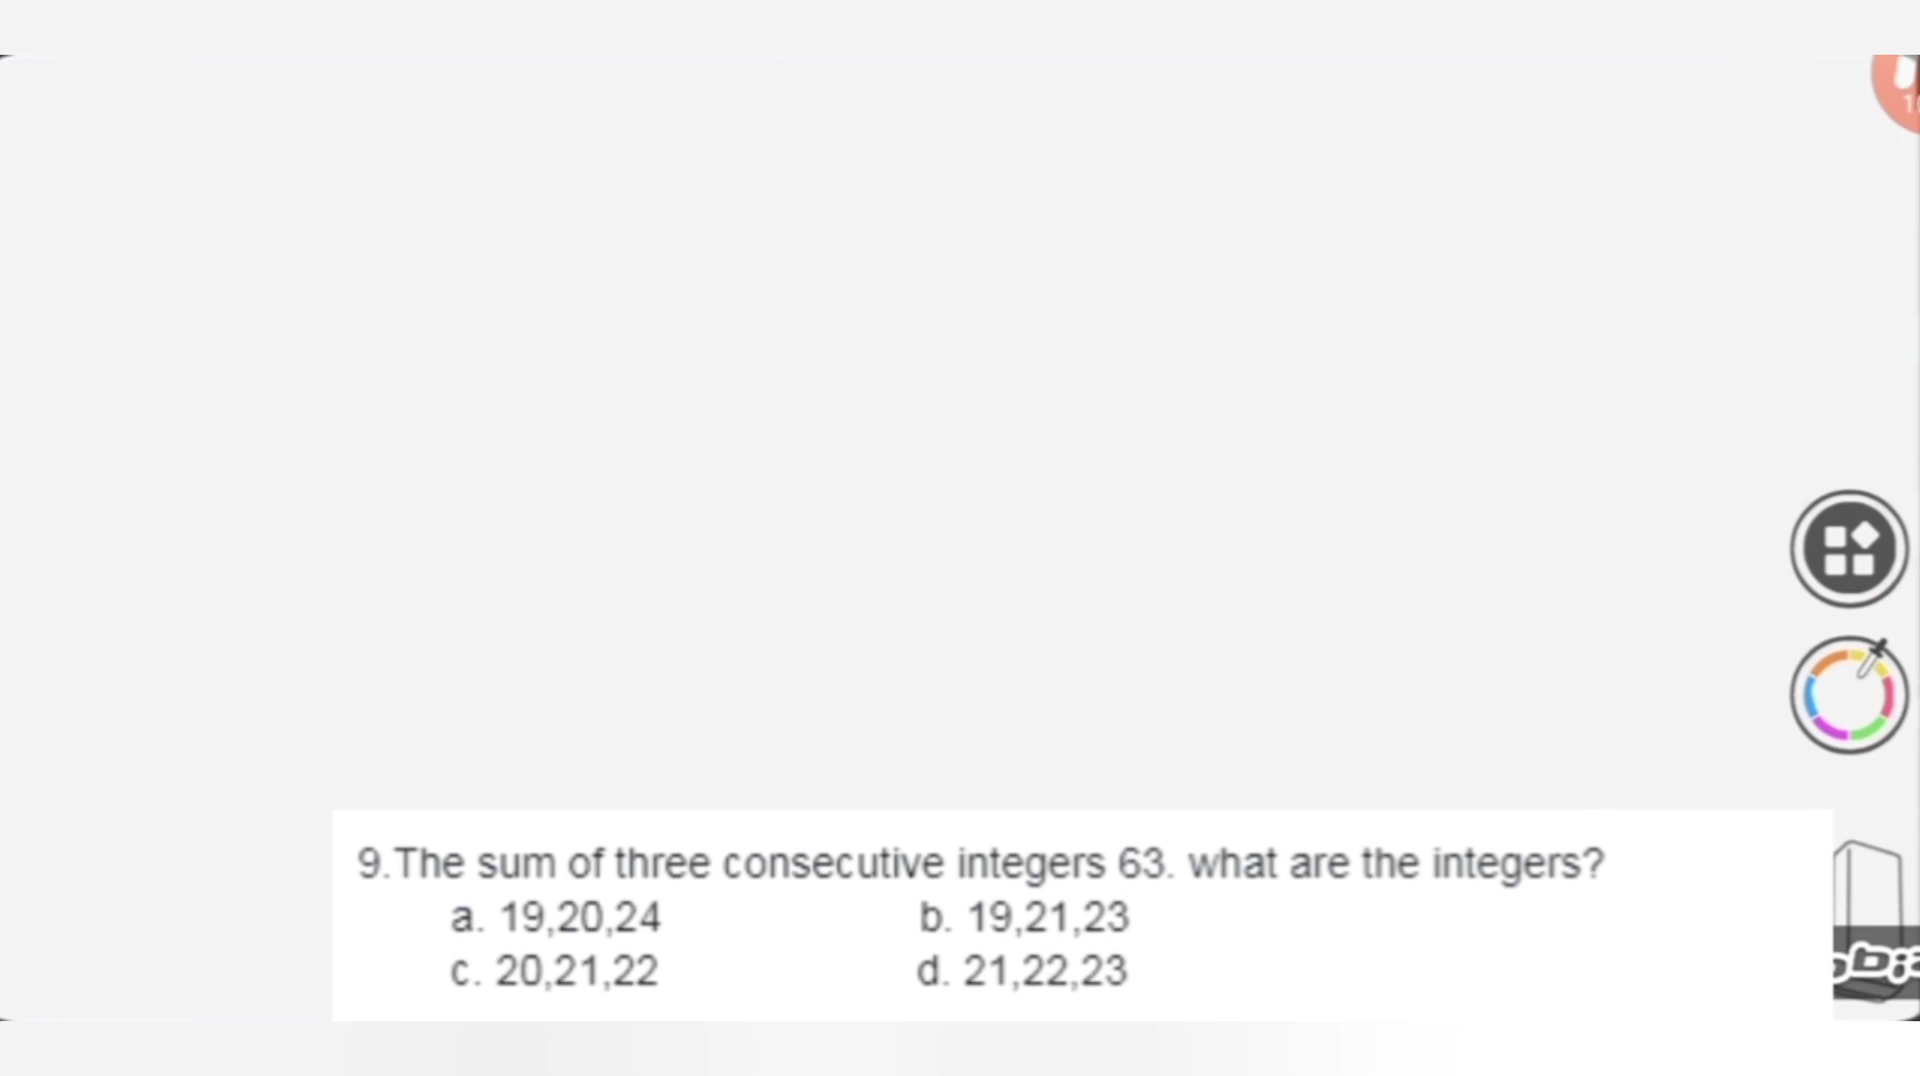 9.The sum of three consecutive integers 63. what are the integers?
a. 19,20,24 b. 19,21,23
c. 20,21,22 d. 21,22,23